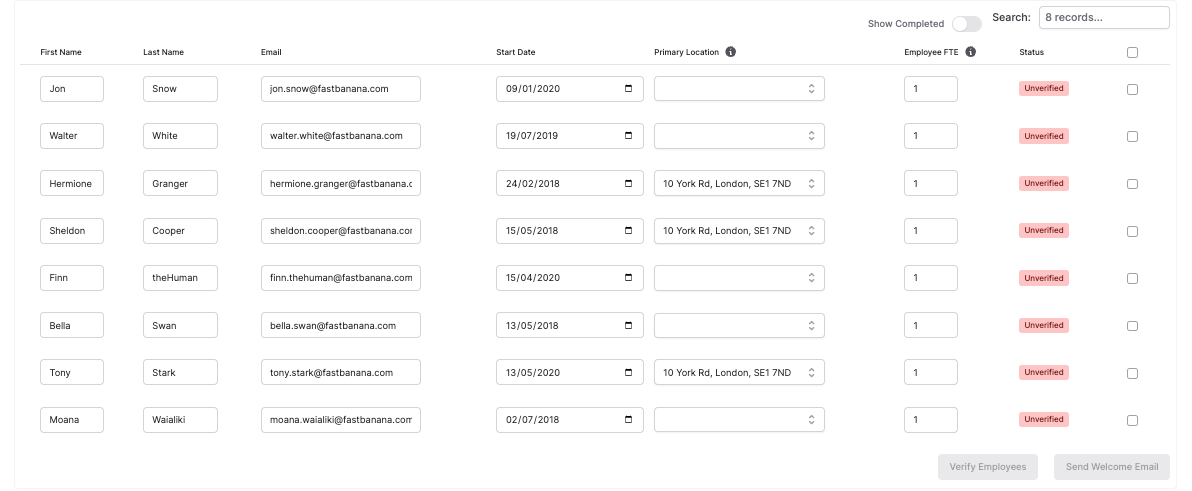 Show Completed Search: 8 records...
First Name Last Name Email Start Date Primary Location Employee FTE Status
Jon Snow jon.snow@fastbanana.com 09/01/2020 1 Unverified
Walter White walter.white@fastbanana.com 19/07/2019 1 Unverified
Hermione Granger hermione.granger@fastbanana.c 24/02/2018 10 York Rd, London, SE1 7ND 1 Unverified
Sheldon Cooper sheldon.cooper@fastbanana.cor 15/05/2018 10 York Rd, London, SE1 7ND 1 Unverified
Finn theHuman finn.thehuman@fastbanana.com 15/04/2020 1 Unverified
Bella Swan bella.swan@fastbanana.com 13/05/2018 1 Unverified
Tony Stark tony.stark@fastbanana.com 13/05/2020 10 York Rd, London, SE1 7ND 1 Unverified
Moana Waialiki moana.waialiki@fastbanana.com 02/07/2018 1 Unverified
Verify Employees Send Welcome Email